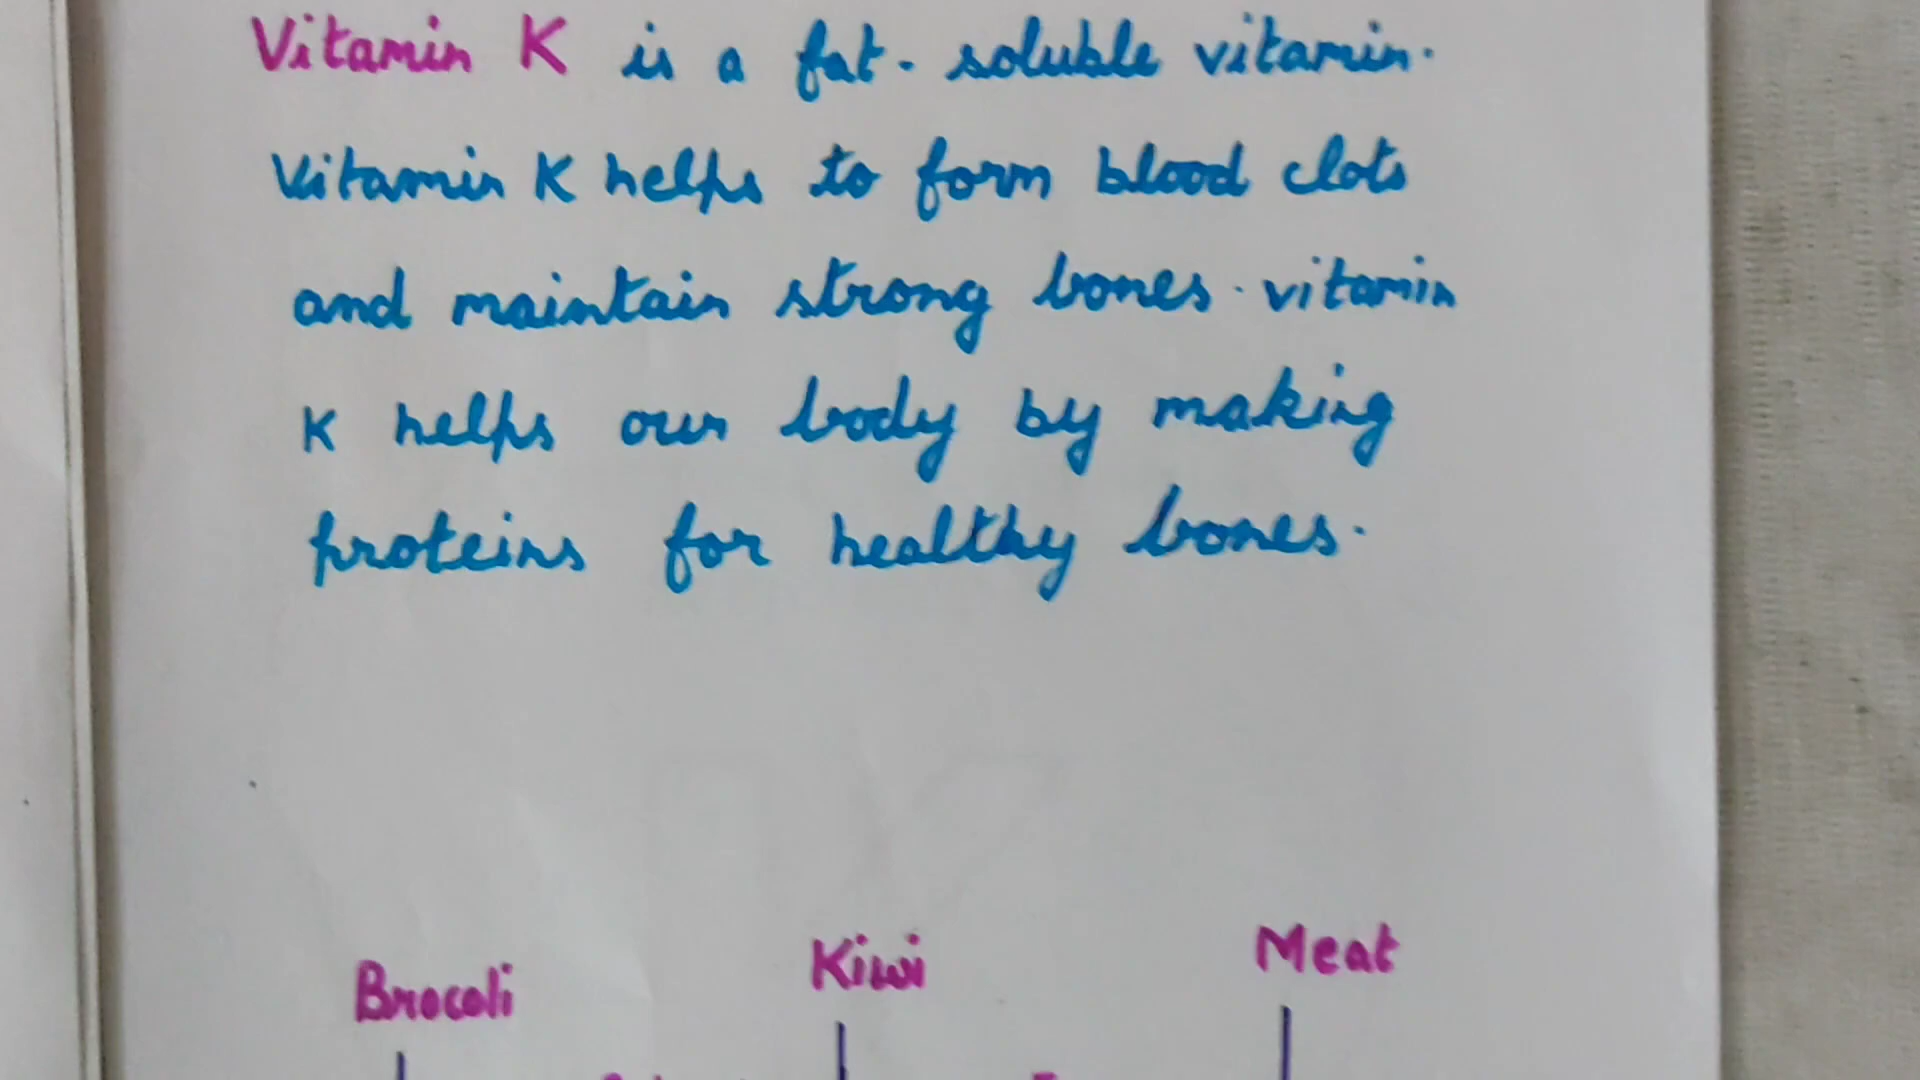 Vitamin K is a fat-soluble vitamin.
Vitamin K helps to form blood clots
and maintain strong bones. vitamin
K helps our body by making
proteins for healthy bones.
Brocoli Kiwi Meat